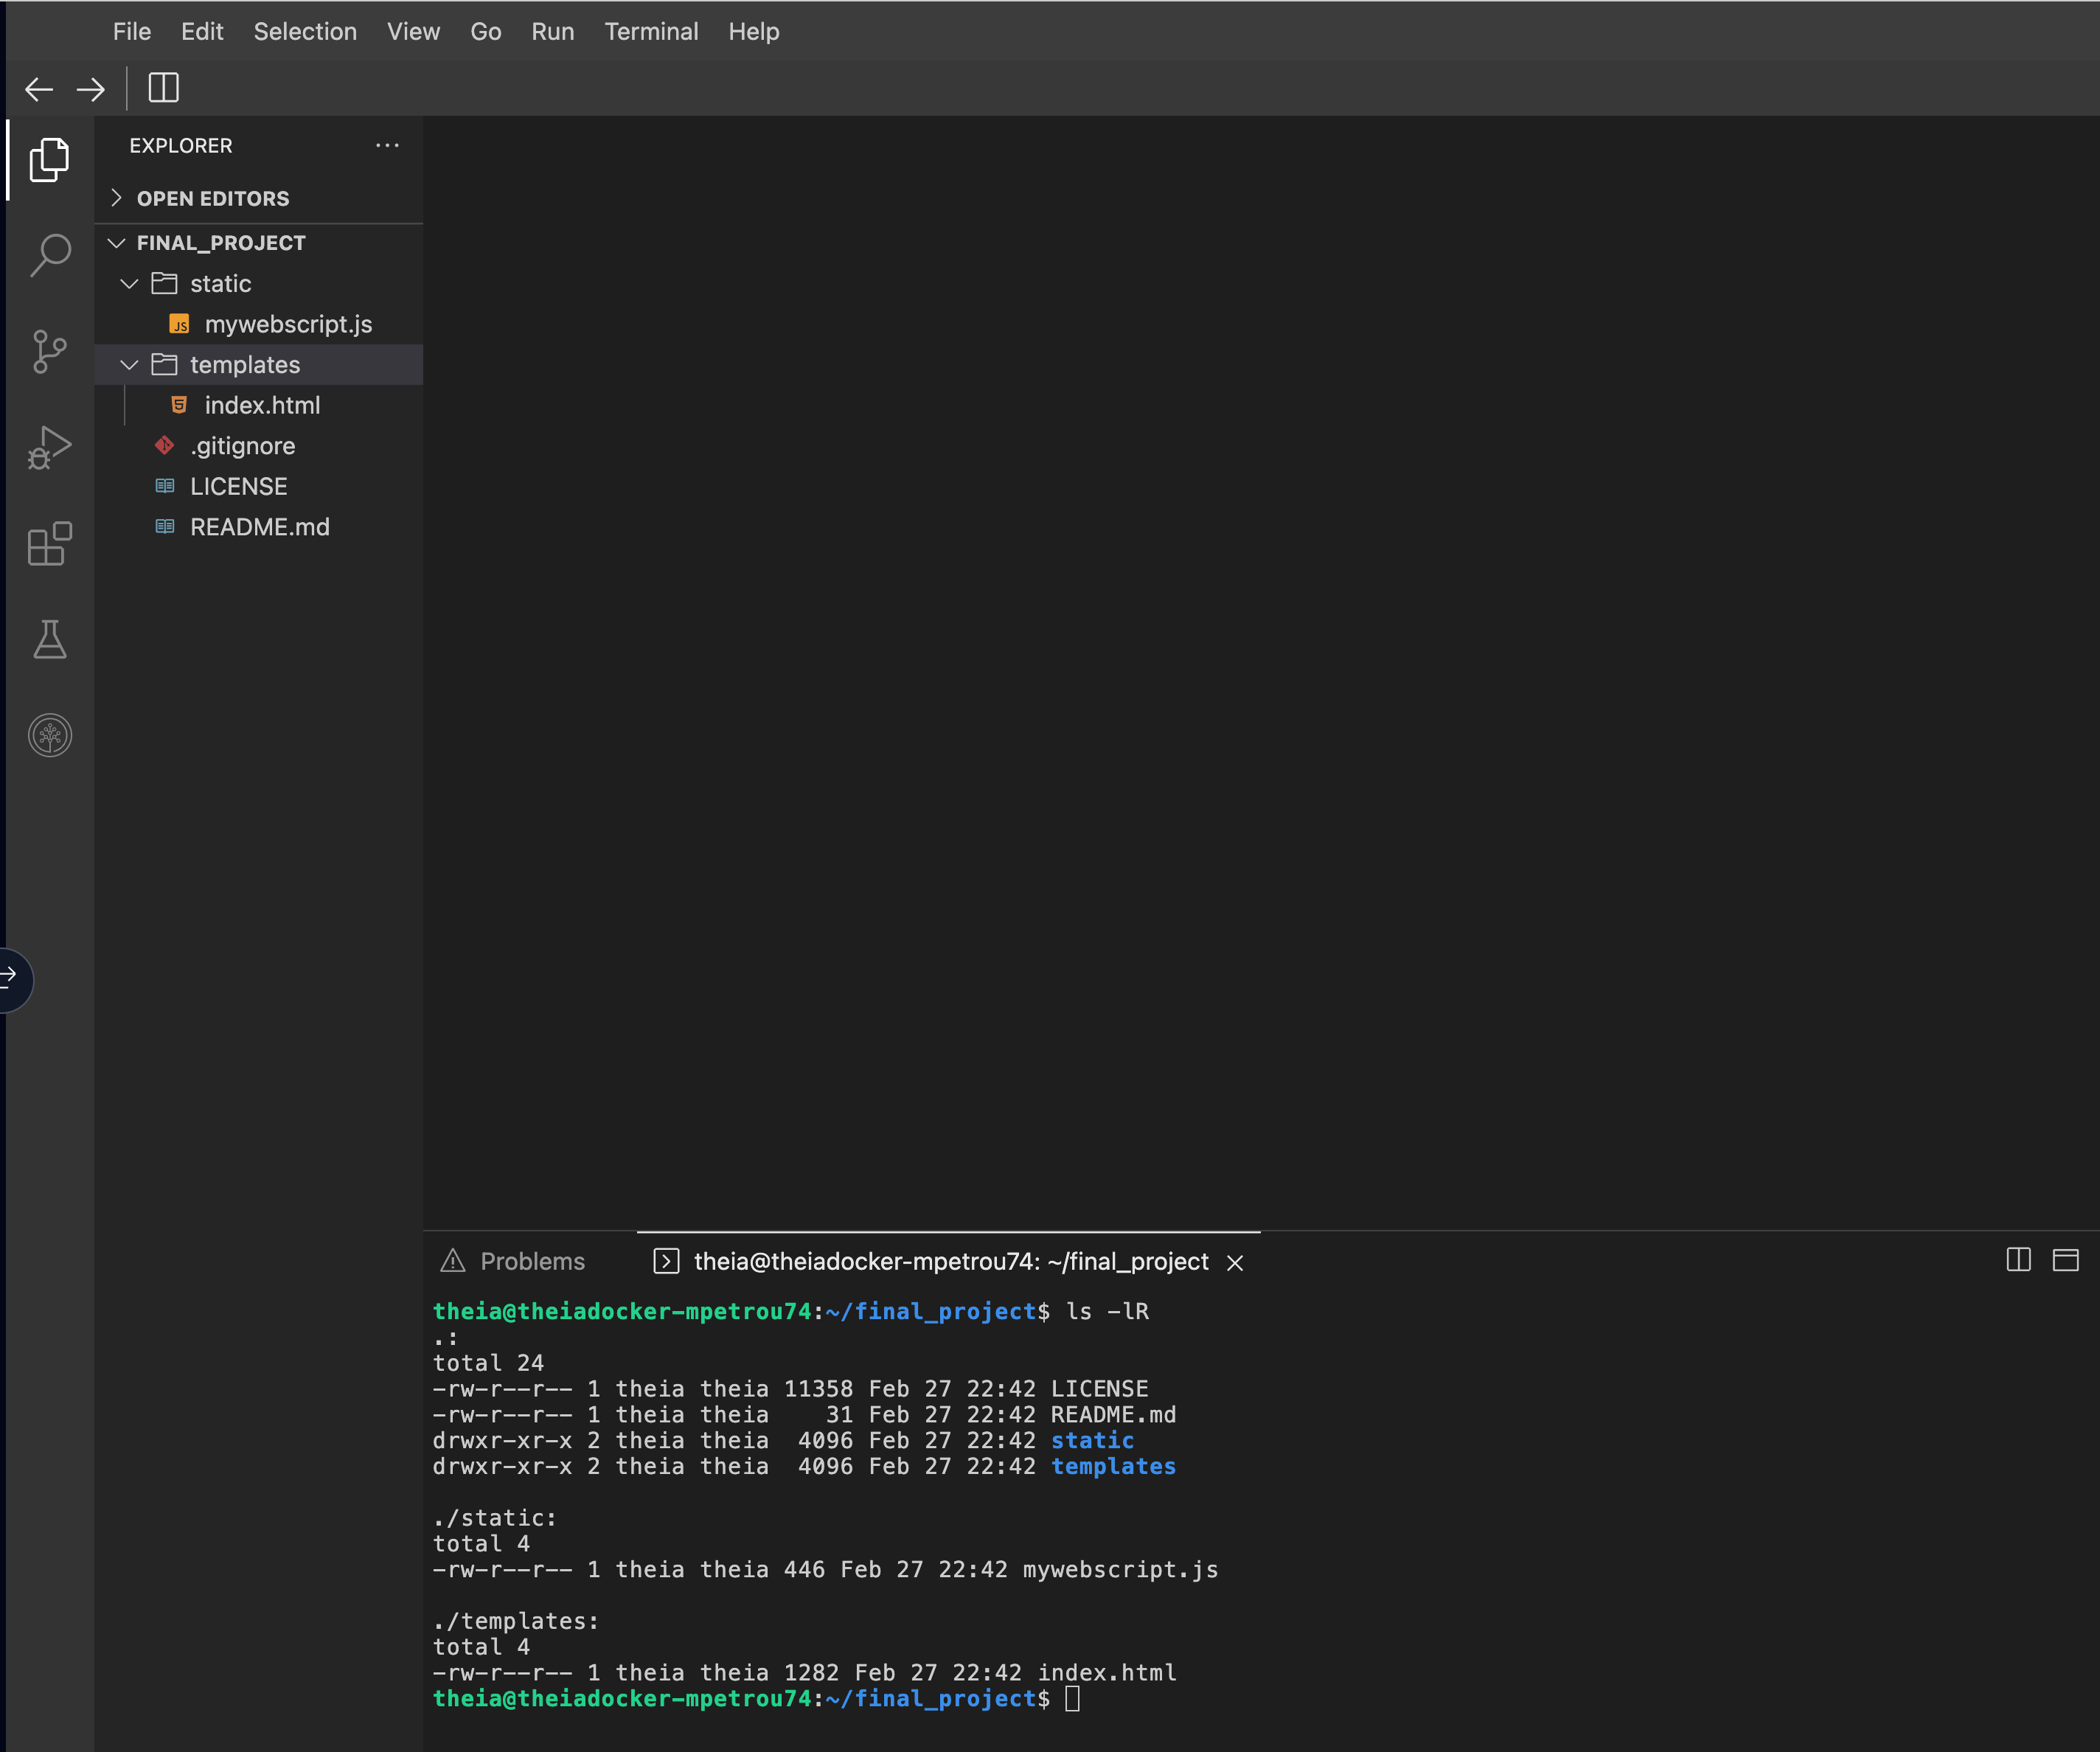 File Edit Selection View Go Run Terminal Help
EXPLORER
OPEN EDITORS
FINAL_PROJECT
static
JS mywebscript.js
templates
5 index.html
.gitignore
LICENSE
README.md
Problems
theia@theiadocker-mpetrou74: ~/final_project
theia@theiadocker-mpetrou74:~/final_project$ ls -lR
.:
total 24
-rw-r--r-- 1 theia theia 11358 Feb 27 22:42 LICENSE
-rw-r--r-- 1 theia theia    31 Feb 27 22:42 README.md
drwxr-xr-x 2 theia theia  4096 Feb 27 22:42 static
drwxr-xr-x 2 theia theia  4096 Feb 27 22:42 templates
./static:
total 4
-rw-r--r-- 1 theia theia 446 Feb 27 22:42 mywebscript.js
./templates:
total 4
-rw-r--r-- 1 theia theia 1282 Feb 27 22:42 index.html
theia@theiadocker-mpetrou74:~/final_project$